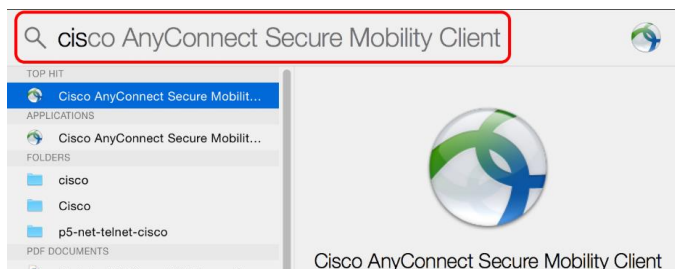 cisco AnyConnect Secure Mobility Client
TOP HIT
Cisco AnyConnect Secure Mobilit...
APPLICATIONS
Cisco AnyConnect Secure Mobilit...
FOLDERS
cisco
Cisco
p5-net-telnet-cisco
PDF DOCUMENTS
Cisco AnyConnect Secure Mobility Client